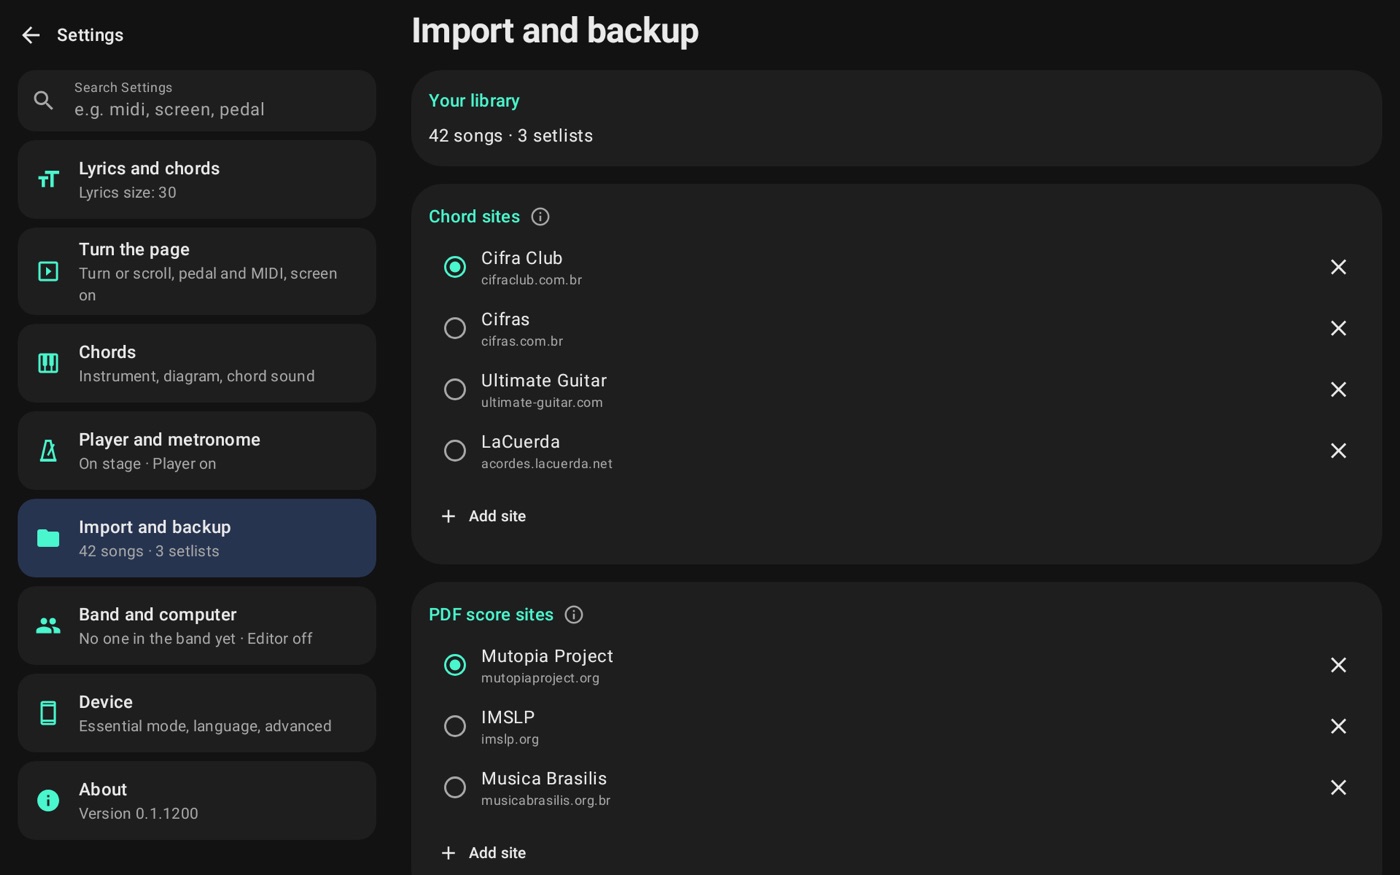 Settings
Search Settings
e.g. midi, screen, pedal
Lyrics and chords
Lyrics size: 30
Turn the page
Turn or scroll, pedal and MIDI, screen
on
Chords
Instrument, diagram, chord sound
Player and metronome
On stage · Player on
Import and backup
42 songs · 3 setlists
Band and computer
No one in the band yet · Editor off
Device
Essential mode, language, advanced
About
Version 0.1.1200
Import and backup
Your library
42 songs · 3 setlists
Chord sites
Cifra Club
cifraclub.com.br
Cifras
cifras.com.br
Ultimate Guitar
ultimate-guitar.com
LaCuerda
acordes.lacuerda.net
Add site
PDF score sites
Mutopia Project
mutopiaproject.org
IMSLP
imslp.org
Musica Brasilis
musicabrasilis.org.br
Add site